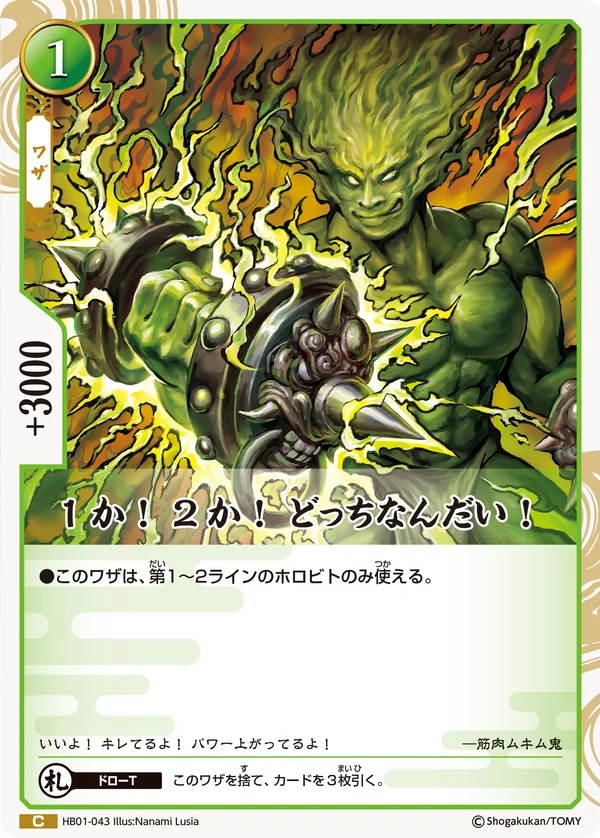 1
ワザ
+3000
1か！2か！どっちなんだい！
●このワザは、第1～2ラインのホロビトのみ使える。
いいよ！ キレてるよ！ パワー上がってるよ！ ―筋肉ムキム鬼
札 ドローT このワザを捨て、カードを3枚引く。
C HB01-043 Illus:Nanami Lusia ©Shogakukan/TOMY